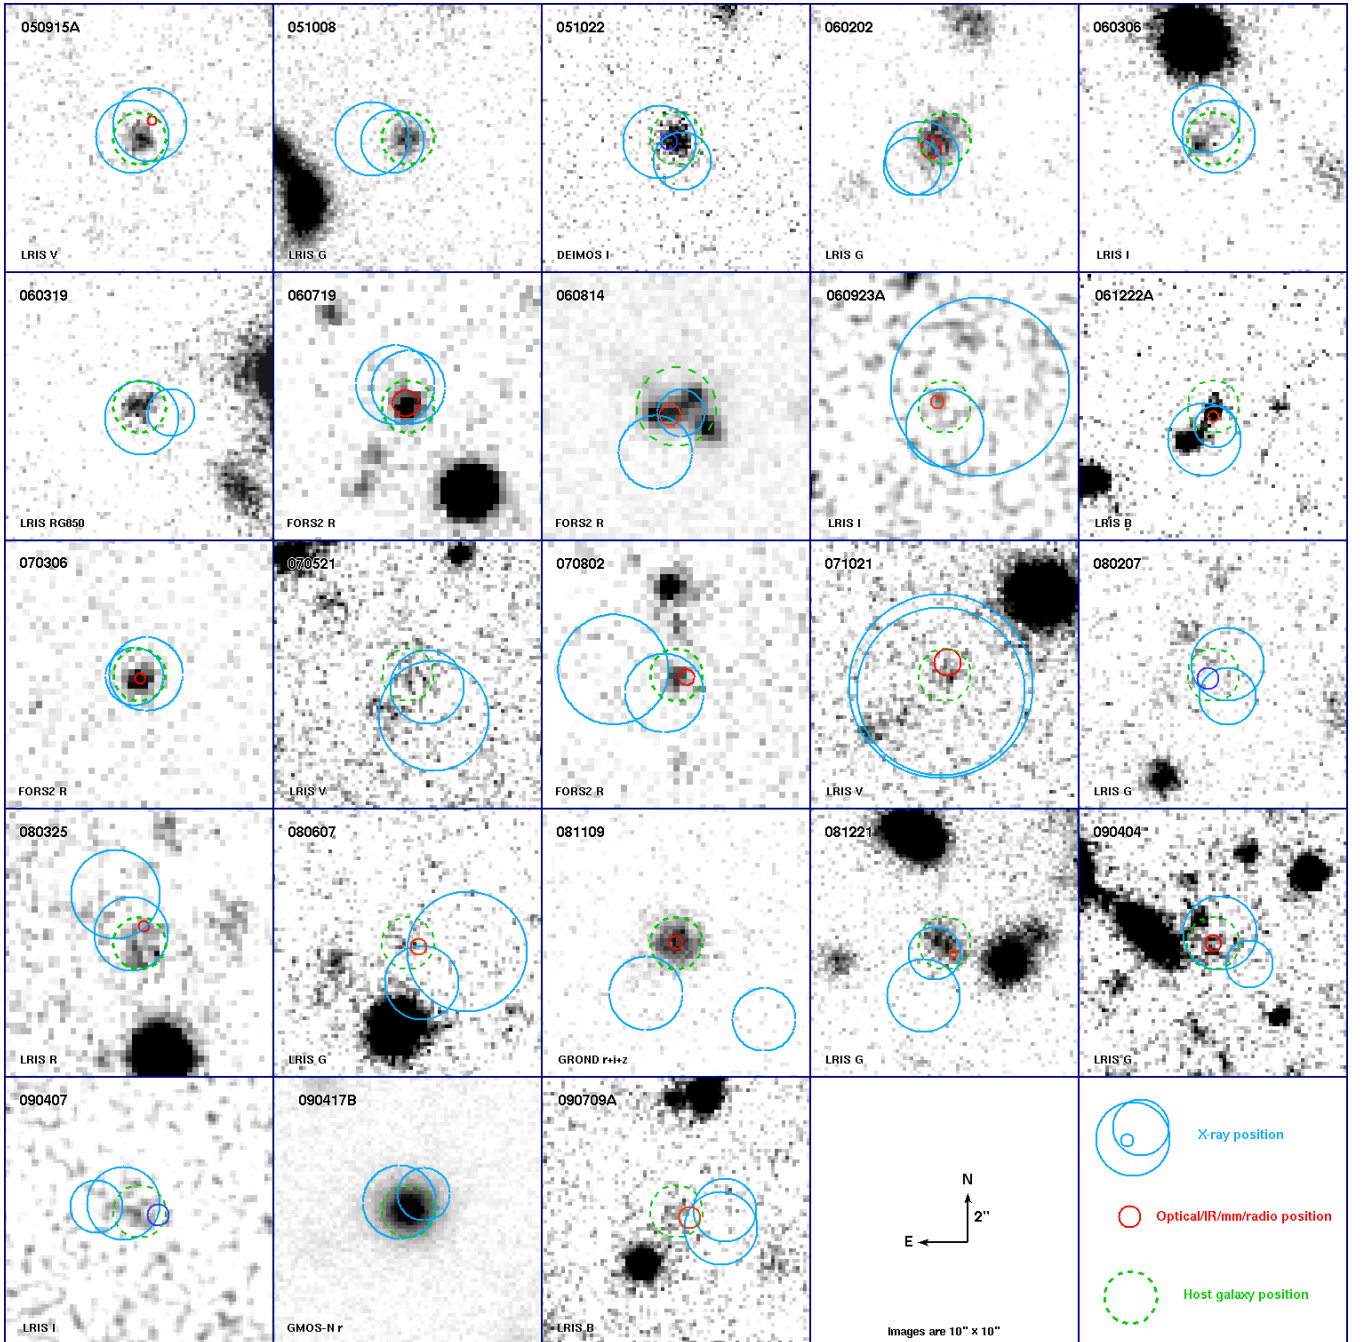 050915A
051008
051022
060202
060306
LRIS V
LRIS G
DEIMOS I
LRIS G
LRIS I
060319
060719
060814
060923A
061222A
LRIS RG850
FORS2 R
FORS2 R
LRIS I
LRIS B
070306
070521
070802
071021
080207
FORS2 R
LRIS V
FORS2 R
LRIS V
LRIS G
080325
080607
081109
081221
090404
LRIS R
LRIS G
GROND r+i+z
LRIS G
LRIS G
090407
090417B
090709A
LRIS I
GMOS-N r
LRIS B
N
2"
E
Images are 10" × 10"
X-ray position
Optical/IR/mm/radio position
Host galaxy position